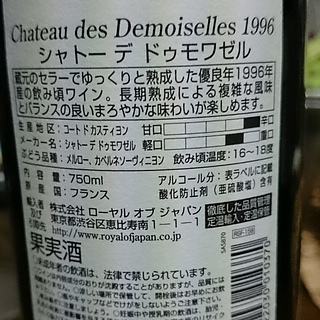 Chateau des Demoiselles 1996
シャトー デ ドゥモワゼル
蔵元のセラーでゆっくりと熟成した優良年1996年
産の飲み頃ワイン。長期熟成による複雑な風味
とバランスの良いまろやかな味わいが楽しめます。
生産地区：コート ド カスティヨン 甘口 辛口
メーカー名：シャトー デ ドゥモワゼル 軽口 重口
ぶどう品種：メルロー、カベルネソーヴィニヨン 飲み頃温度：16～18度
内 容 量：750ml アルコール分：表ラベルに記載
原 産 国：フランス 酸化防止剤（亜硫酸塩）含有
輸入者及び引取先 株式会社 ローヤル オブ ジャパン
東京都渋谷区恵比寿南1-1-1
http://www.royalofjapan.co.jp
徹底した品質管理
定温輸入・定温保管
果実酒
未成年者の飲酒は、法律で禁じられています。